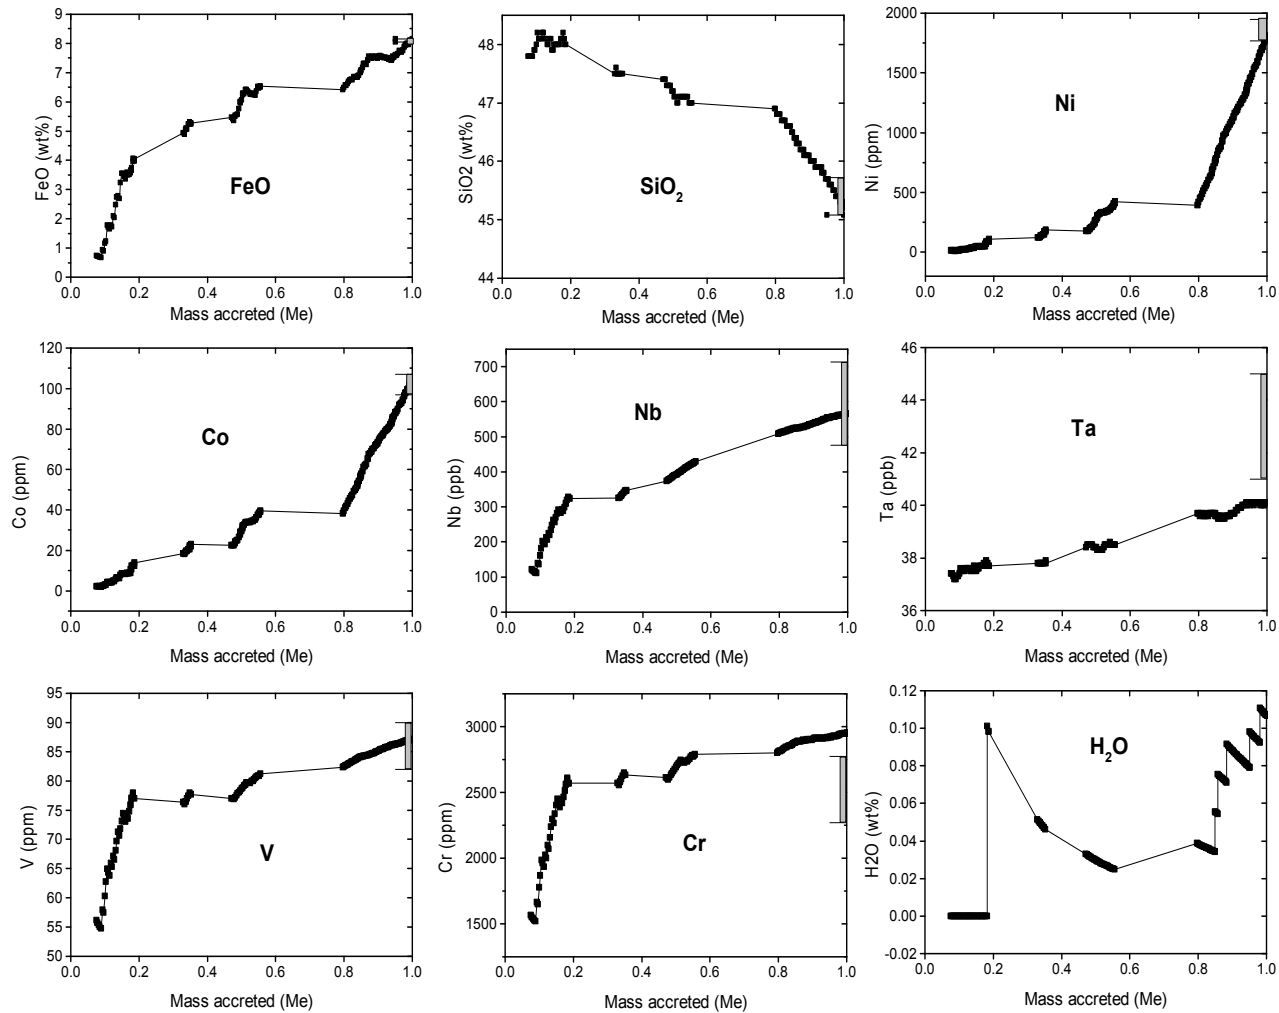 9
8
7
6
5
4
3
2
1
0
FeO (wt%)
FeO
0.0 0.2 0.4 0.6 0.8 1.0
Mass accreted (Me)
48
47
46
45
44
SiO2 (wt%)
SiO2
0.0 0.2 0.4 0.6 0.8 1.0
Mass accreted (Me)
2000
1500
1000
500
0
Ni (ppm)
Ni
0.0 0.2 0.4 0.6 0.8 1.0
Mass accreted (Me)
120
100
80
60
40
20
0
Co (ppm)
Co
0.0 0.2 0.4 0.6 0.8 1.0
Mass accreted (Me)
700
600
500
400
300
200
100
0
Nb (ppb)
Nb
0.0 0.2 0.4 0.6 0.8 1.0
Mass accreted (Me)
46
44
42
40
38
36
Ta (ppb)
Ta
0.0 0.2 0.4 0.6 0.8 1.0
Mass accreted (Me)
95
90
85
80
75
70
65
60
55
50
V (ppm)
V
0.0 0.2 0.4 0.6 0.8 1.0
Mass accreted (Me)
3000
2500
2000
1500
Cr (ppm)
Cr
0.0 0.2 0.4 0.6 0.8 1.0
Mass accreted (Me)
0.12
0.10
0.08
0.06
0.04
0.02
0.00
-0.02
H2O (wt%)
H2O
0.0 0.2 0.4 0.6 0.8 1.0
Mass accreted (Me)